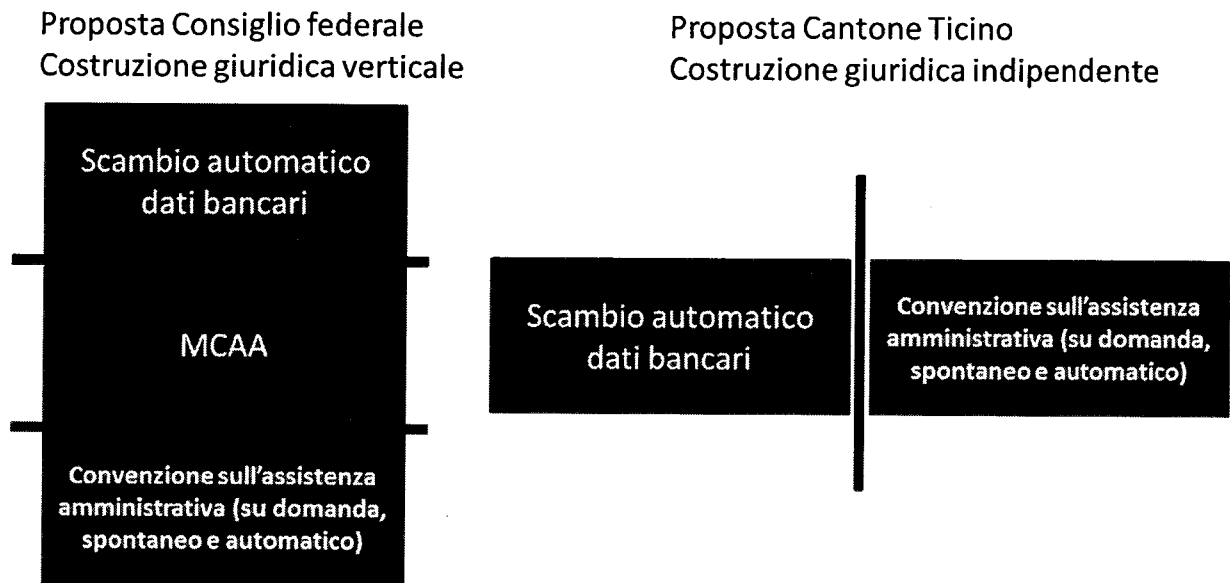 Proposta Consiglio federale
Costruzione giuridica verticale
Scambio automatico
dati bancari
MCAA
Convenzione sull'assistenza
amministrativa (su domanda,
spontaneo e automatico)
Proposta Cantone Ticino
Costruzione giuridica indipendente
Scambio automatico
dati bancari
Convenzione sull'assistenza
amministrativa (su domanda,
spontaneo e automatico)